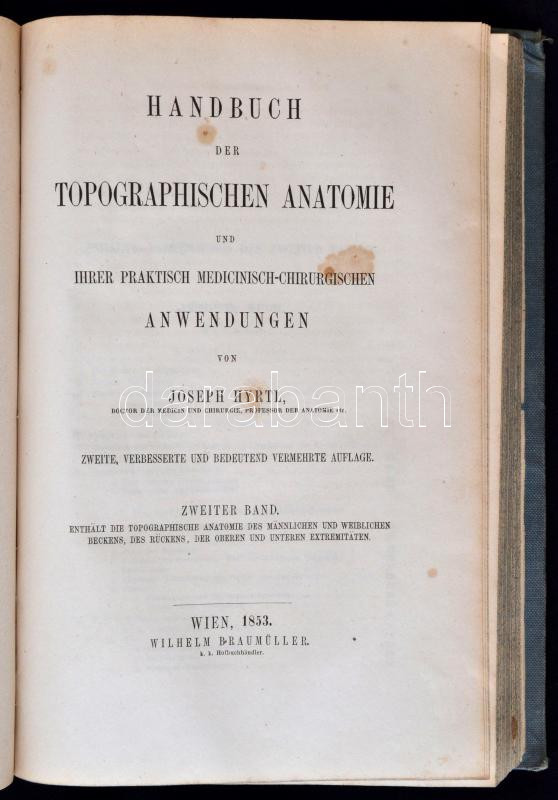 HANDBUCH
DER
TOPOGRAPHISCHEN ANATOMIE
UND
IHRER PRAKTISCH MEDICINISCH-CHIRURGISCHEN
ANWENDUNGEN
VON
JOSEPH HYRTL,
DOCTOR DER MEDICIN UND CHIRURGIE, PROFESSOR DER ANATOMIE etc.
darabanth
ZWEITE, VERBESSERTE UND BEDEUTEND VERMEHRTE AUFLAGE.
ZWEITER BAND.
ENTHÄLT DIE TOPOGRAPHISCHE ANATOMIE DES MÄNNLICHEN UND WEIBLICHEN
BECKENS, DES RÜCKENS, DER OBEREN UND UNTEREN EXTREMITÄTEN.
WIEN, 1853.
WILHELM BRAUMÜLLER.
k. k. Hofbuchhändler.